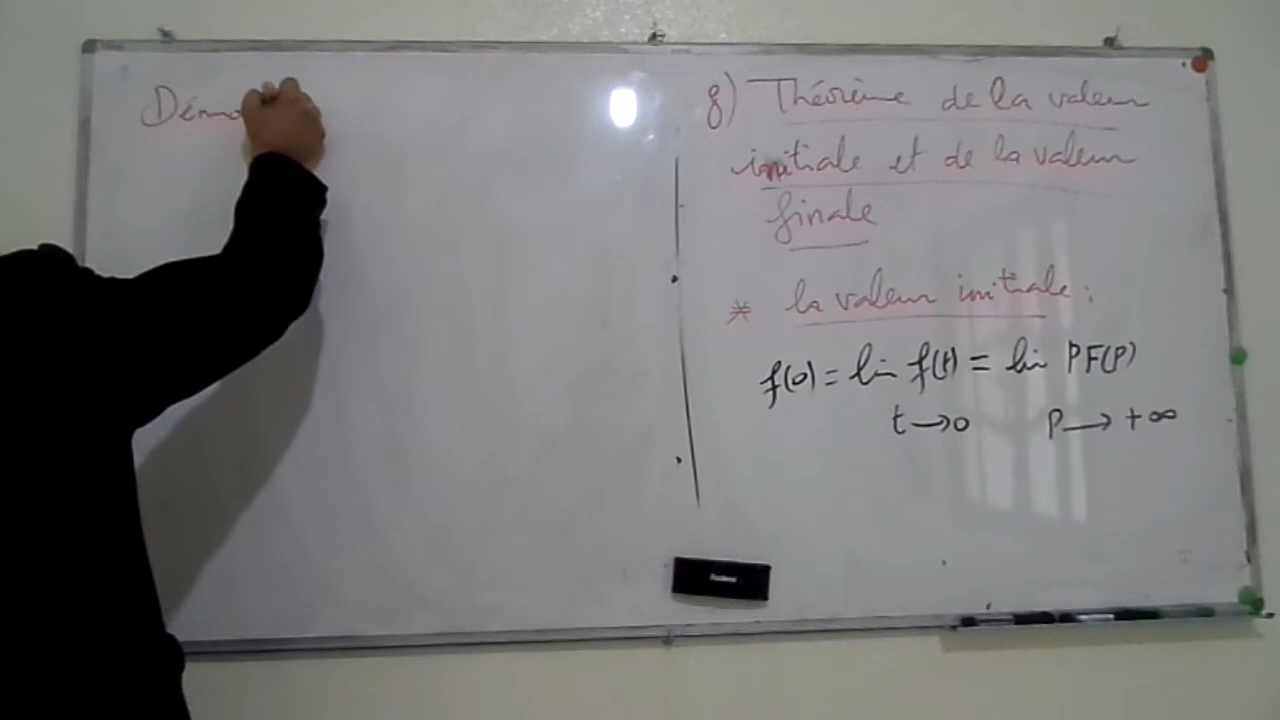 Démo
8) Théorème de la valeur
initiale et de la valeur
finale
* la valeur initiale :
f(0) = lim f(t) = lim PF(P)
t → 0 P → +∞